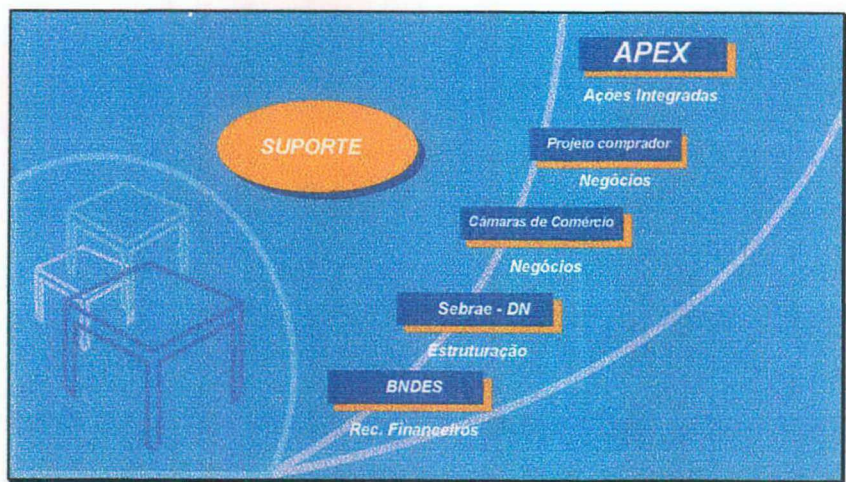 APEX
Ações Integradas
SUPORTE
Projeto comprador
Negócios
Câmaras de Comércio
Negócios
Sebrae - DN
Estruturação
BNDES
Rec. Financeiros